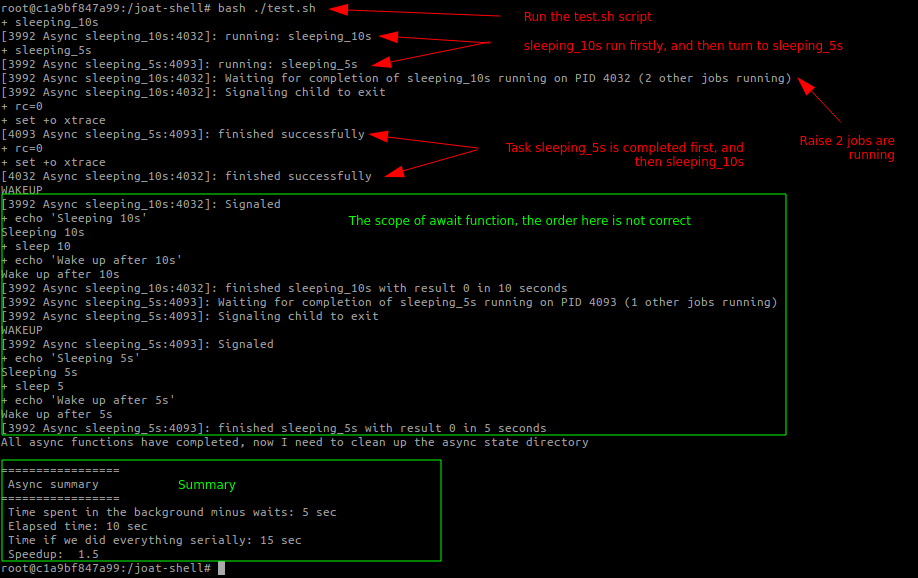 root@c1a9bf847a99:/joat-shell# bash ./test.sh
Run the test.sh script
+ sleeping_10s
[3992 Async sleeping_10s:4032]: running: sleeping_10s
sleeping_10s run firstly, and then turn to sleeping_5s
+ sleeping_5s
[3992 Async sleeping_5s:4093]: running: sleeping_5s
[3992 Async sleeping_10s:4032]: Waiting for completion of sleeping_10s running on PID 4032 (2 other jobs running)
[3992 Async sleeping_10s:4032]: Signaling child to exit
+ rc=0
+ set +o xtrace
[4093 Async sleeping_5s:4093]: finished successfully
+ rc=0
+ set +o xtrace
[4032 Async sleeping_10s:4032]: finished successfully
Raise 2 jobs are
running
Task sleeping_5s is completed first, and
then sleeping_10s
WAKEUP
[3992 Async sleeping_10s:4032]: Signaled
The scope of await function, the order here is not correct
+ echo 'Sleeping 10s'
Sleeping 10s
+ sleep 10
+ echo 'Wake up after 10s'
Wake up after 10s
[3992 Async sleeping_10s:4032]: finished sleeping_10s with result 0 in 10 seconds
[3992 Async sleeping_5s:4093]: Waiting for completion of sleeping_5s running on PID 4093 (1 other jobs running)
[3992 Async sleeping_5s:4093]: Signaling child to exit
WAKEUP
[3992 Async sleeping_5s:4093]: Signaled
+ echo 'Sleeping 5s'
Sleeping 5s
+ sleep 5
+ echo 'Wake up after 5s'
Wake up after 5s
[3992 Async sleeping_5s:4093]: finished sleeping_5s with result 0 in 5 seconds
All async functions have completed, now I need to clean up the async state directory
=================
Async summary
Summary
=================
Time spent in the background minus waits: 5 sec
Elapsed time: 10 sec
Time if we did everything serially: 15 sec
Speedup:  1.5
root@c1a9bf847a99:/joat-shell#